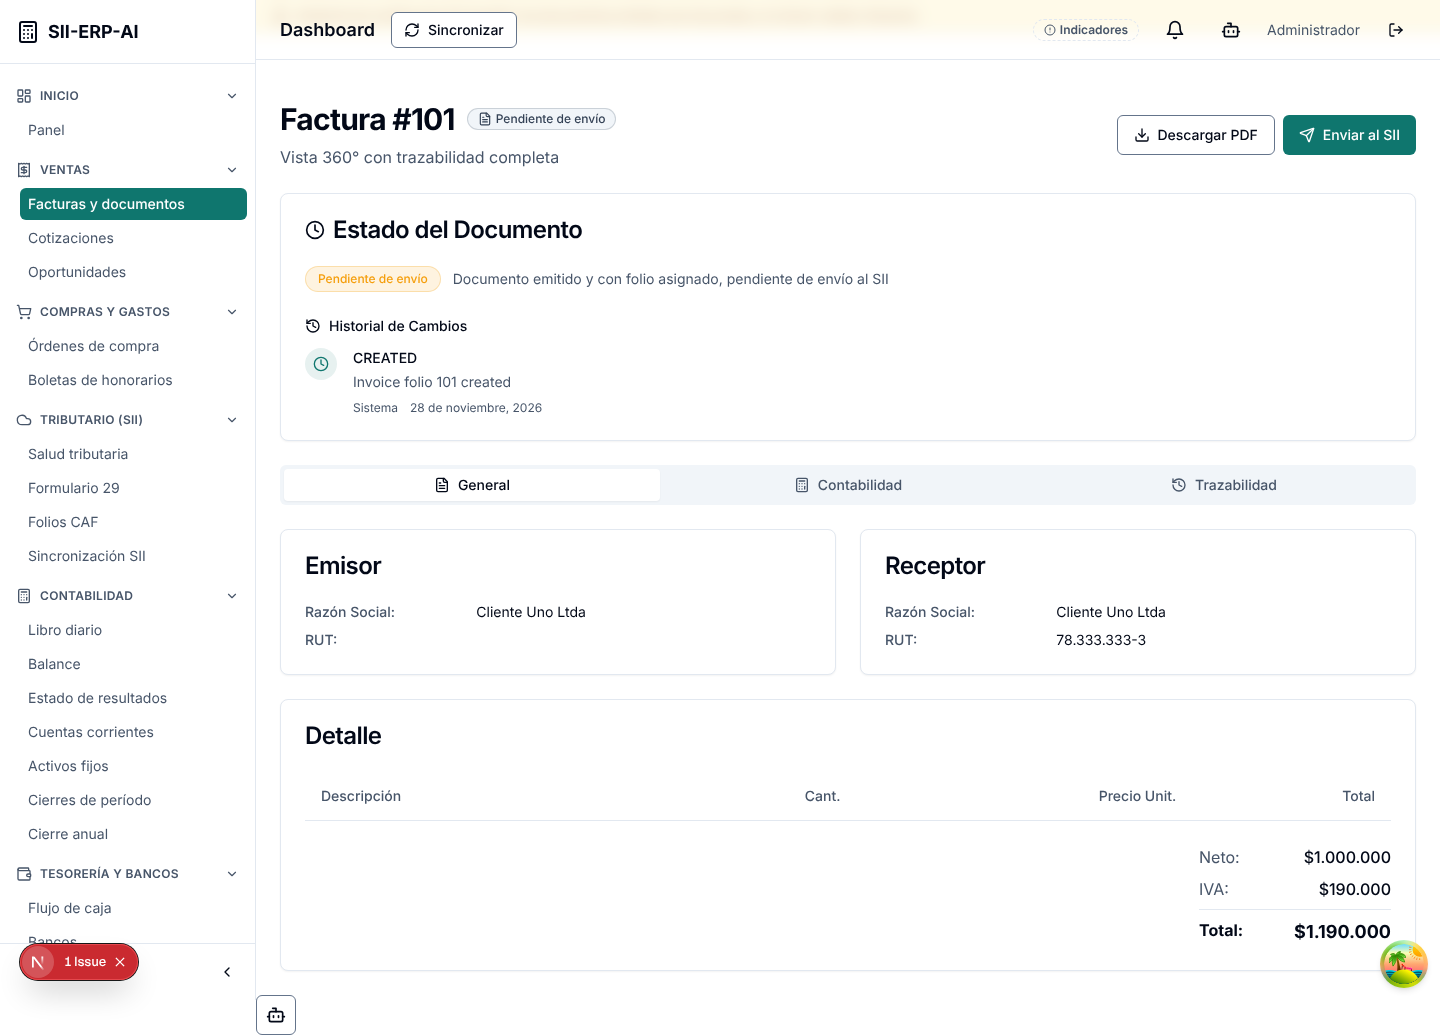 SII-ERP-AI
INICIO
Panel
VENTAS
Facturas y documentos
Cotizaciones
Oportunidades
COMPRAS Y GASTOS
Órdenes de compra
Boletas de honorarios
TRIBUTARIO (SII)
Salud tributaria
Formulario 29
Folios CAF
Sincronización SII
CONTABILIDAD
Libro diario
Balance
Estado de resultados
Cuentas corrientes
Activos fijos
Cierres de período
Cierre anual
TESORERÍA Y BANCOS
Flujo de caja
Bancos
N 1 Issue
Dashboard Sincronizar Indicadores Administrador
Factura #101 Pendiente de envío
Vista 360° con trazabilidad completa
Descargar PDF Enviar al SII
Estado del Documento
Pendiente de envío Documento emitido y con folio asignado, pendiente de envío al SII
Historial de Cambios
CREATED
Invoice folio 101 created
Sistema 28 de noviembre, 2026
General Contabilidad Trazabilidad
Emisor
Razón Social: Cliente Uno Ltda
RUT:
Receptor
Razón Social: Cliente Uno Ltda
RUT: 78.333.333-3
Detalle
Descripción Cant. Precio Unit. Total
Neto: $1.000.000
IVA: $190.000
Total: $1.190.000